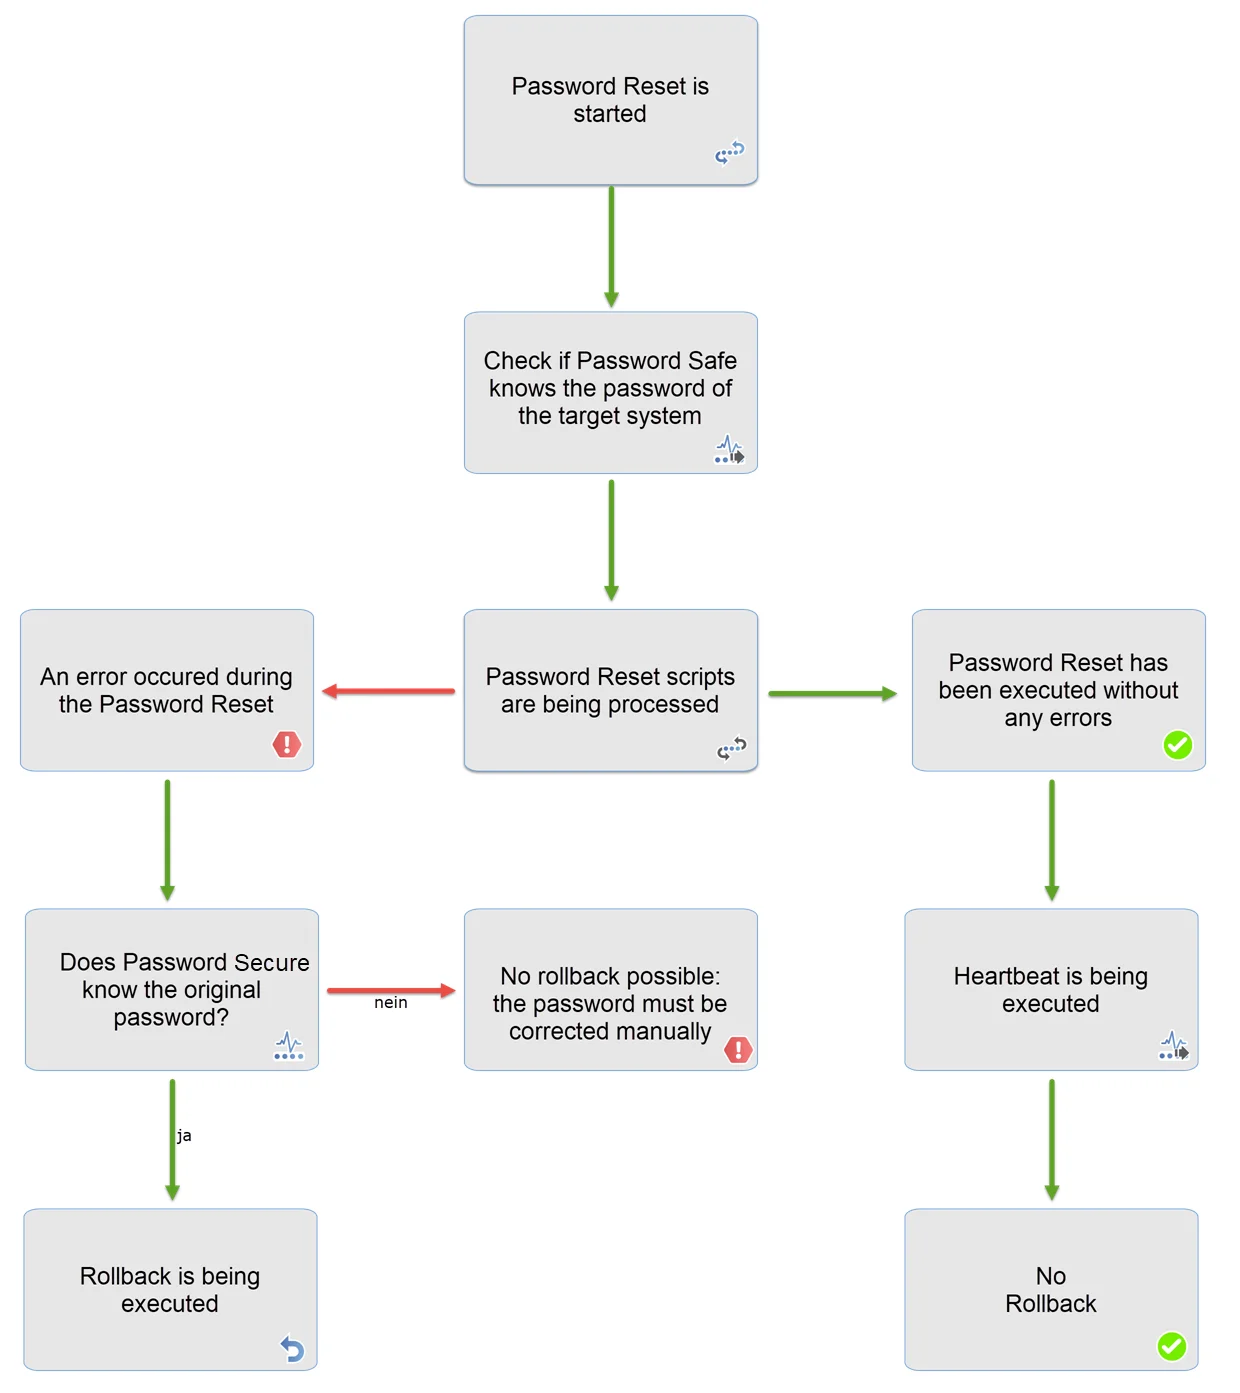 Password Reset is
started
Check if Password Safe
knows the password of
the target system
An error occured during
the Password Reset
Password Reset scripts
are being processed
Password Reset has
been executed without
any errors
Does Password Secure
know the original
password?
nein
No rollback possible:
the password must be
corrected manually
Heartbeat is being
executed
ja
Rollback is being
executed
No
Rollback